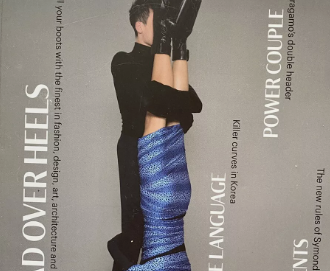 AD OVER HEELS
l your boots with the finest in fashion, design, art, architecture and
E LANGUAGE
Killer curves in Korea
POWER COUPLE
ragamo's double header
NTS
The new rules of Symond